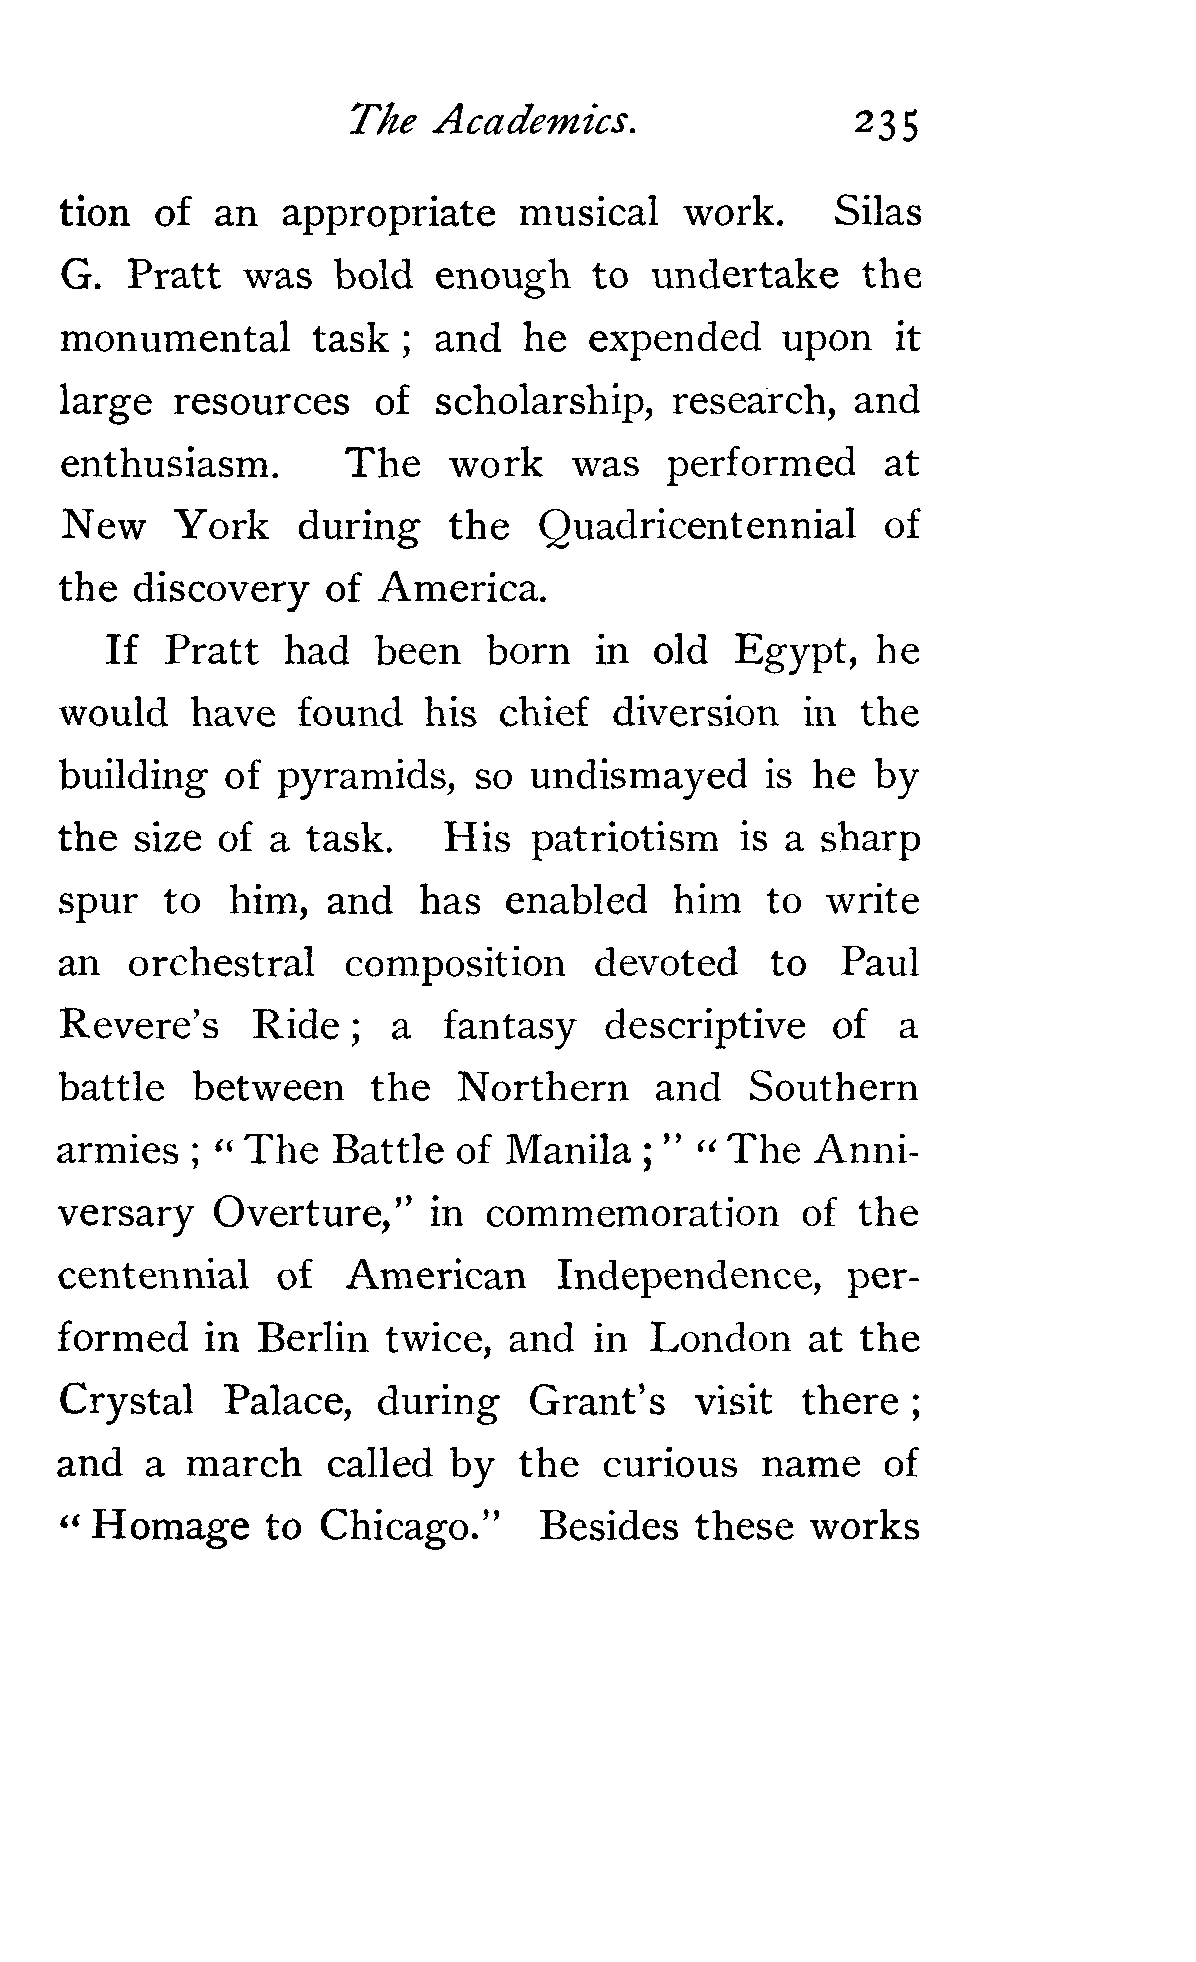 The Academics. 235
tion of an appropriate musical work. Silas
G. Pratt was bold enough to undertake the
monumental task ; and he expended upon it
large resources of scholarship, research, and
enthusiasm. The work was performed at
New York during the Quadricentennial of
the discovery of America.
If Pratt had been born in old Egypt, he
would have found his chief diversion in the
building of pyramids, so undismayed is he by
the size of a task. His patriotism is a sharp
spur to him, and has enabled him to write
an orchestral composition devoted to Paul
Revere's Ride ; a fantasy descriptive of a
battle between the Northern and Southern
armies ; “ The Battle of Manila ; ” “ The Anni-
versary Overture,” in commemoration of the
centennial of American Independence, per-
formed in Berlin twice, and in London at the
Crystal Palace, during Grant's visit there ;
and a march called by the curious name of
“ Homage to Chicago.” Besides these works